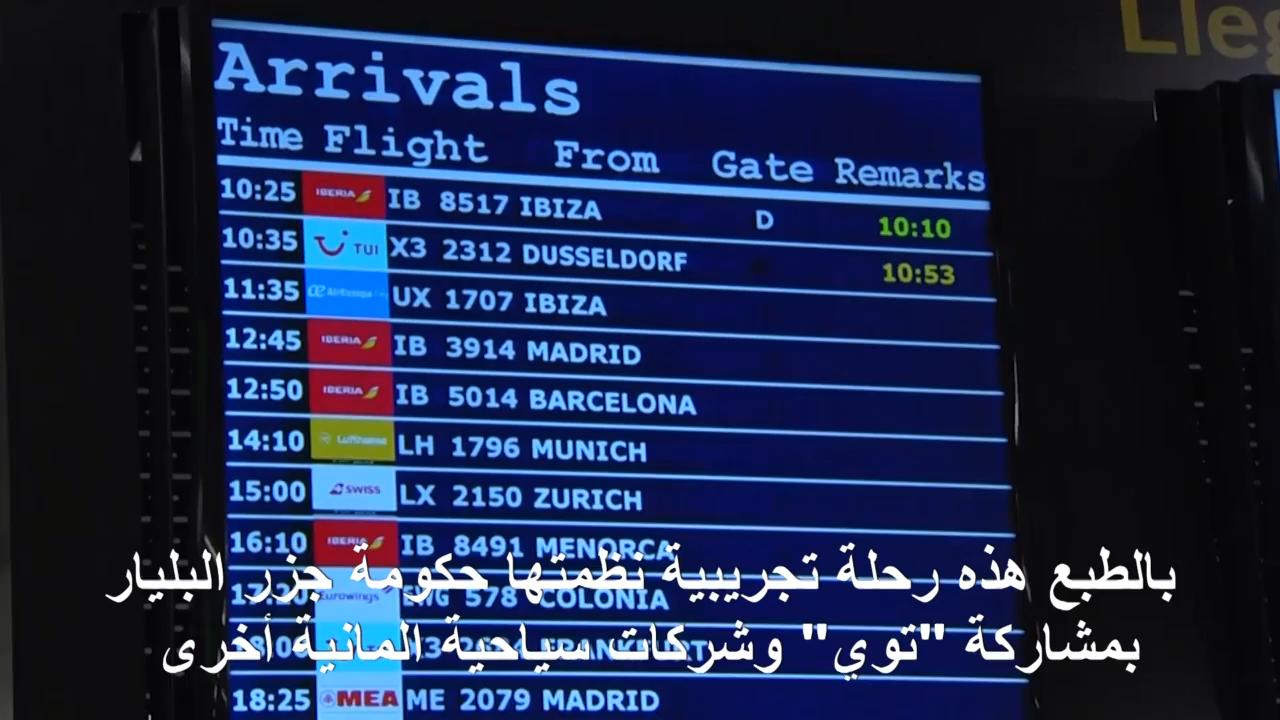 Lleg
Arrivals
Time Flight From Gate Remarks
10:25 IBERIA IB 8517 IBIZA D 10:10
10:35 TUI X3 2312 DUSSELDORF 10:53
11:35 AirEuropa UX 1707 IBIZA
12:45 IBERIA IB 3914 MADRID
12:50 IBERIA IB 5014 BARCELONA
14:10 Lufthansa LH 1796 MUNICH
15:00 SWISS LX 2150 ZURICH
16:10 IBERIA IB 8491 MENORCA
Eurowings EWG 578 COLONIA
FRANKFURT
18:25 MEA ME 2079 MADRID
بالطبع هذه رحلة تجريبية نظمتها حكومة جزر البليار
بمشاركة "توي" وشركات سياحية المانية أخرى